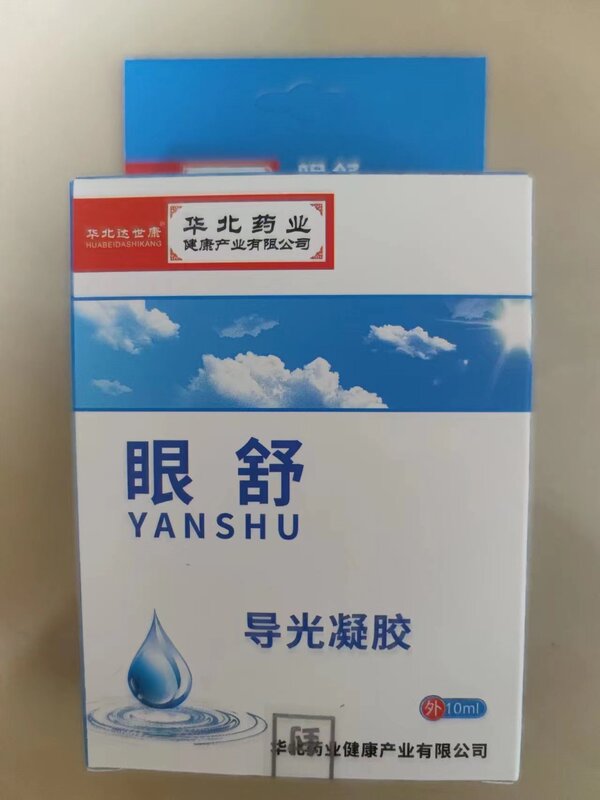 眼舒
华北达世康®
HUABEIDASHIKANG
华北药业
健康产业有限公司
眼舒
YANSHU
导光凝胶
外 10ml
华北药业健康产业有限公司